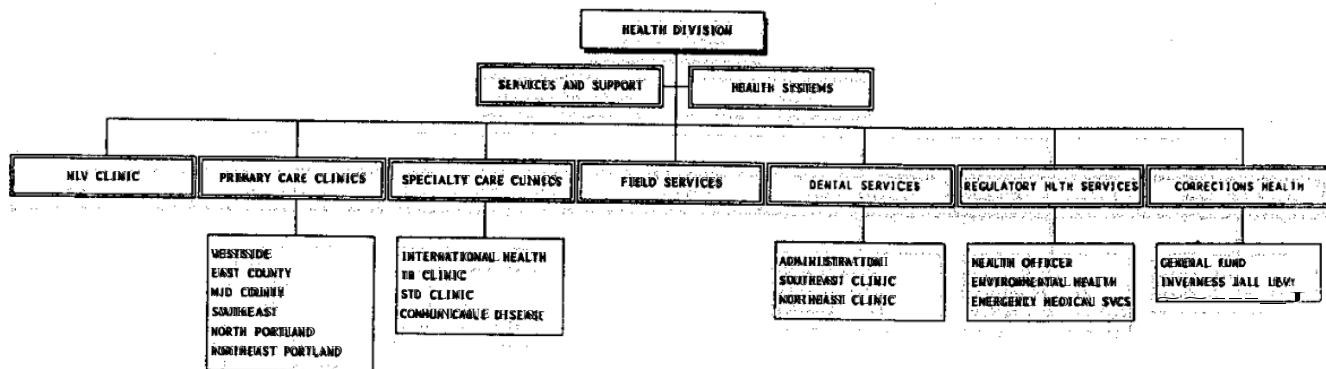 HEALTH DIVISION
SERVICES AND SUPPORT
HEALTH SYSTEMS
HIV CLINIC
PRIMARY CARE CLINICS
SPECIALTY CARE CLINICS
FIELD SERVICES
DENTAL SERVICES
REGULATORY HLTH SERVICES
CORRECTIONS HEALTH
WESTSIDE
EAST COUNTY
MID COUNTY
SOUTHEAST
NORTH PORTLAND
NORTHEAST PORTLAND
INTERNATIONAL HEALTH
TB CLINIC
STD CLINIC
COMMUNICABLE DISEASE
ADMINISTRATION
SOUTHEAST CLINIC
NORTHEAST CLINIC
HEALTH OFFICER
ENVIRONMENTAL HEALTH
EMERGENCY MEDICAL SVCS
GENERAL FUND
INVERNESS JAIL LEVY